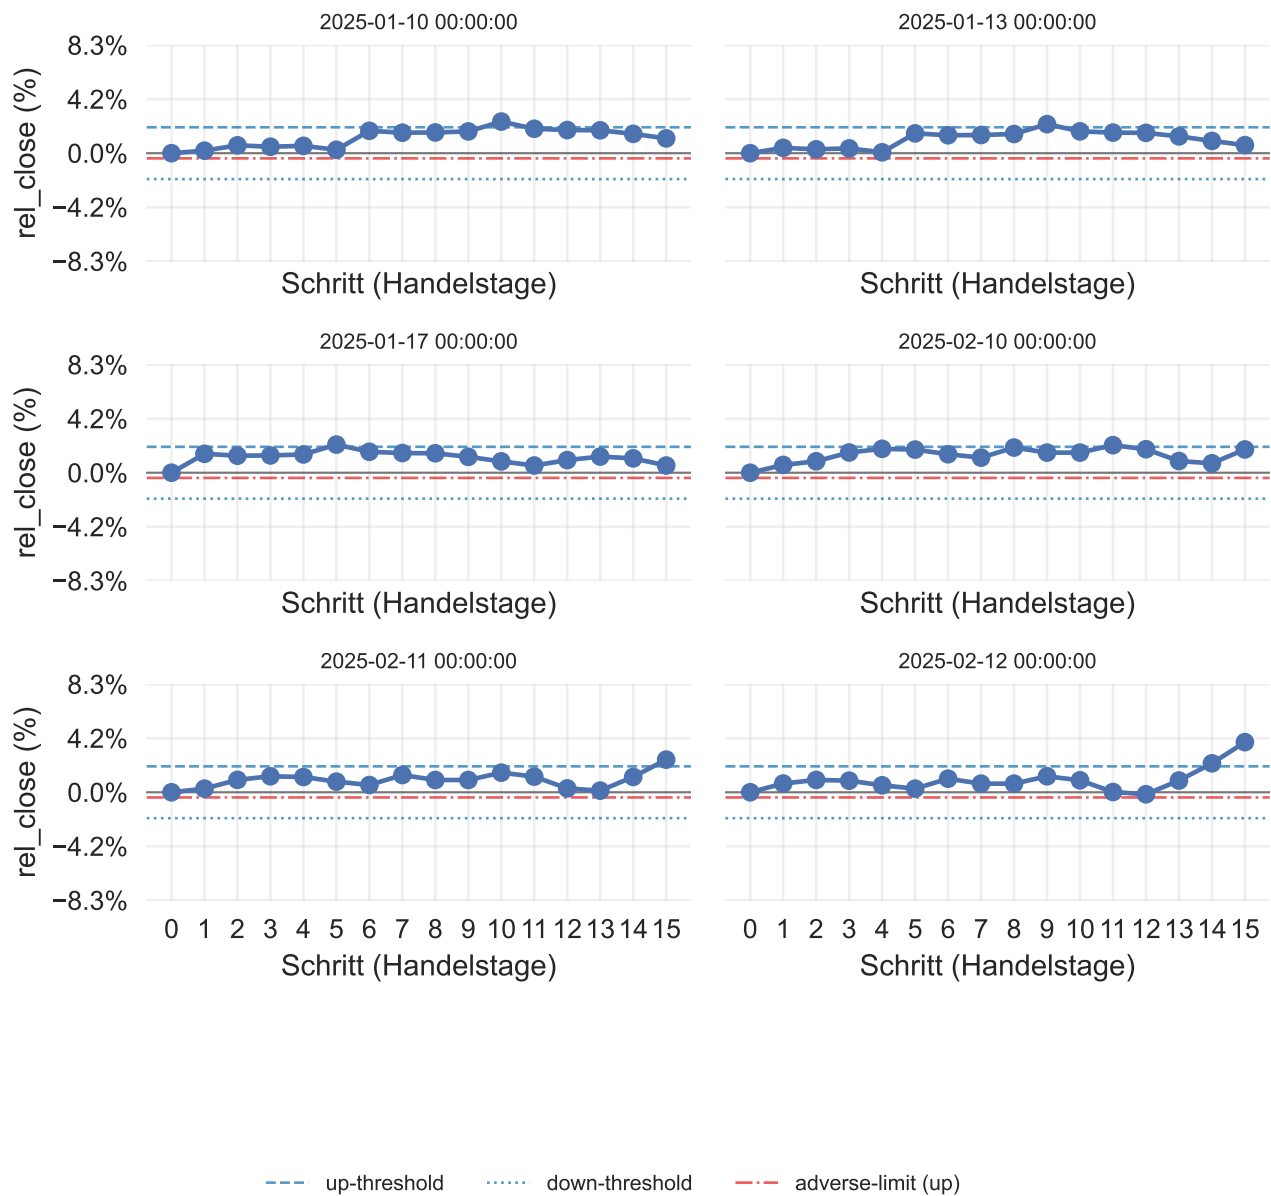 2025-01-10 00:00:00
2025-01-13 00:00:00
8.3%
4.2%
0.0%
−4.2%
−8.3%
rel_close (%)
Schritt (Handelstage)
Schritt (Handelstage)
2025-01-17 00:00:00
2025-02-10 00:00:00
8.3%
4.2%
0.0%
−4.2%
−8.3%
rel_close (%)
Schritt (Handelstage)
Schritt (Handelstage)
2025-02-11 00:00:00
2025-02-12 00:00:00
8.3%
4.2%
0.0%
−4.2%
−8.3%
rel_close (%)
0 1 2 3 4 5 6 7 8 9 10 11 12 13 14 15
0 1 2 3 4 5 6 7 8 9 10 11 12 13 14 15
Schritt (Handelstage)
Schritt (Handelstage)
up-threshold
down-threshold
adverse-limit (up)